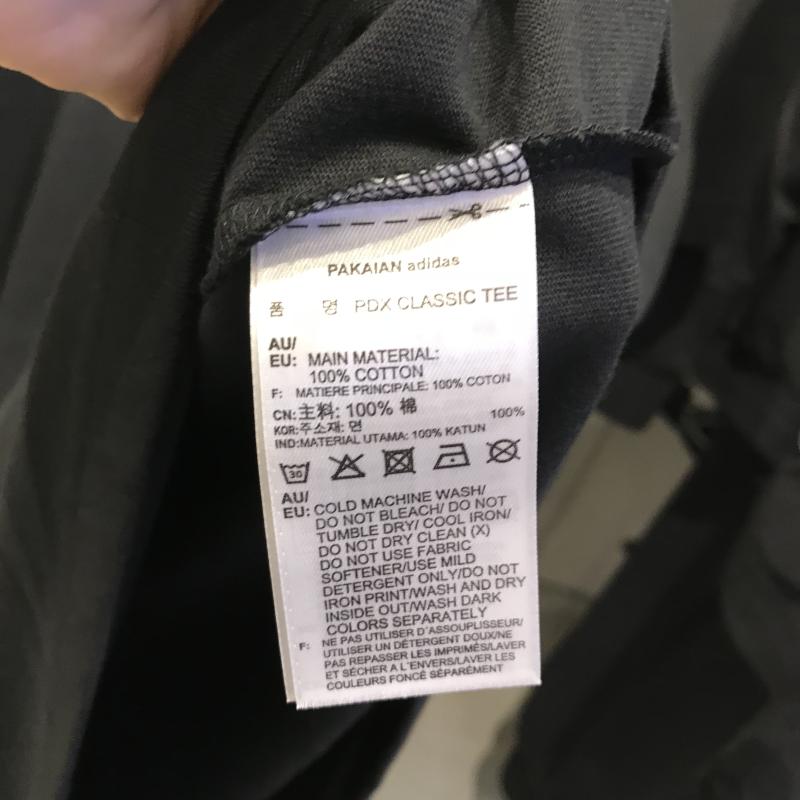 PAKAIAN adidas
품 명 PDX CLASSIC TEE
AU/
EU: MAIN MATERIAL:
100% COTTON
F: MATIERE PRINCIPALE: 100% COTON
CN: 主料: 100% 棉
KOR: 주소재: 면 100%
IND: MATERIAL UTAMA: 100% KATUN
30
AU/
EU: COLD MACHINE WASH/
DO NOT BLEACH/ DO NOT
TUMBLE DRY/ COOL IRON/
DO NOT DRY CLEAN (X)
DO NOT USE FABRIC
SOFTENER/USE MILD
DETERGENT ONLY/DO NOT
IRON PRINT/WASH AND DRY
INSIDE OUT/WASH DARK
COLORS SEPARATELY
F: NE PAS UTILISER D'ASSOUPLISSEUR/
UTILISER UN DÉTERGENT DOUX/NE
PAS REPASSER LES IMPRIMÉS/LAVER
ET SÉCHER A L'ENVERS/LAVER LES
COULEURS FONCÉ SÉPARÉMENT